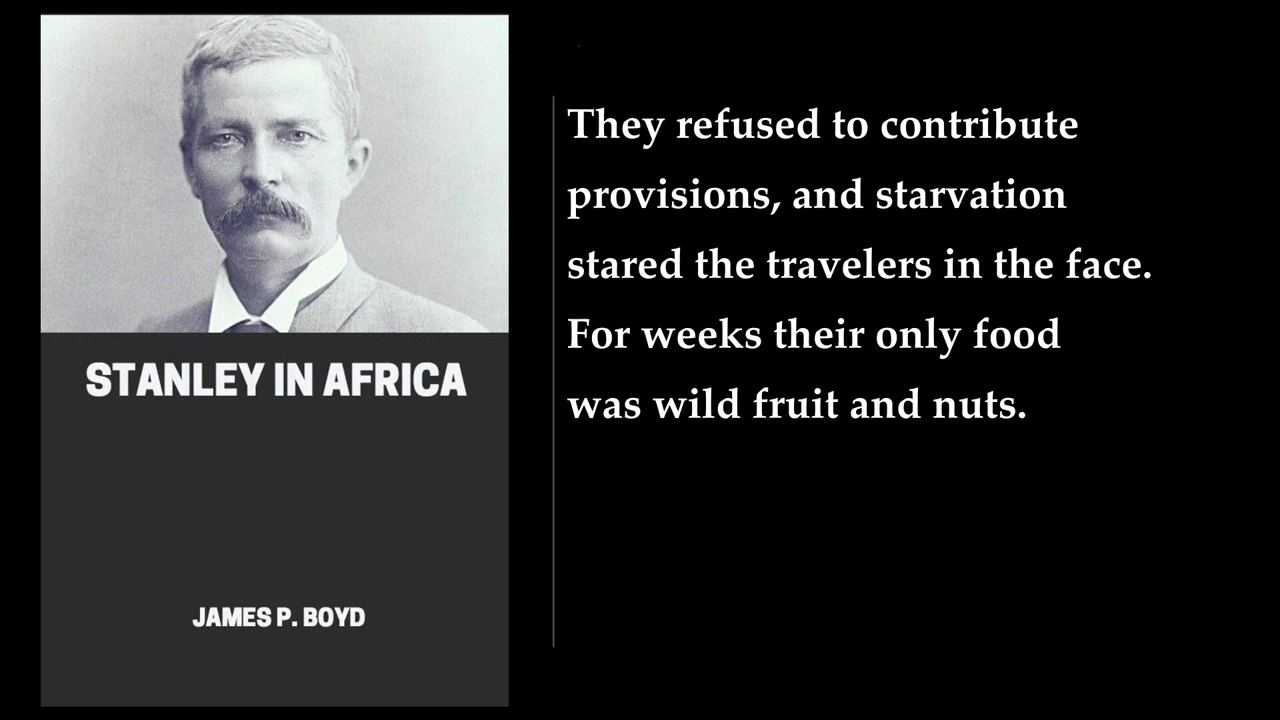 STANLEY IN AFRICA
JAMES P. BOYD
They refused to contribute
provisions, and starvation
stared the travelers in the face.
For weeks their only food
was wild fruit and nuts.